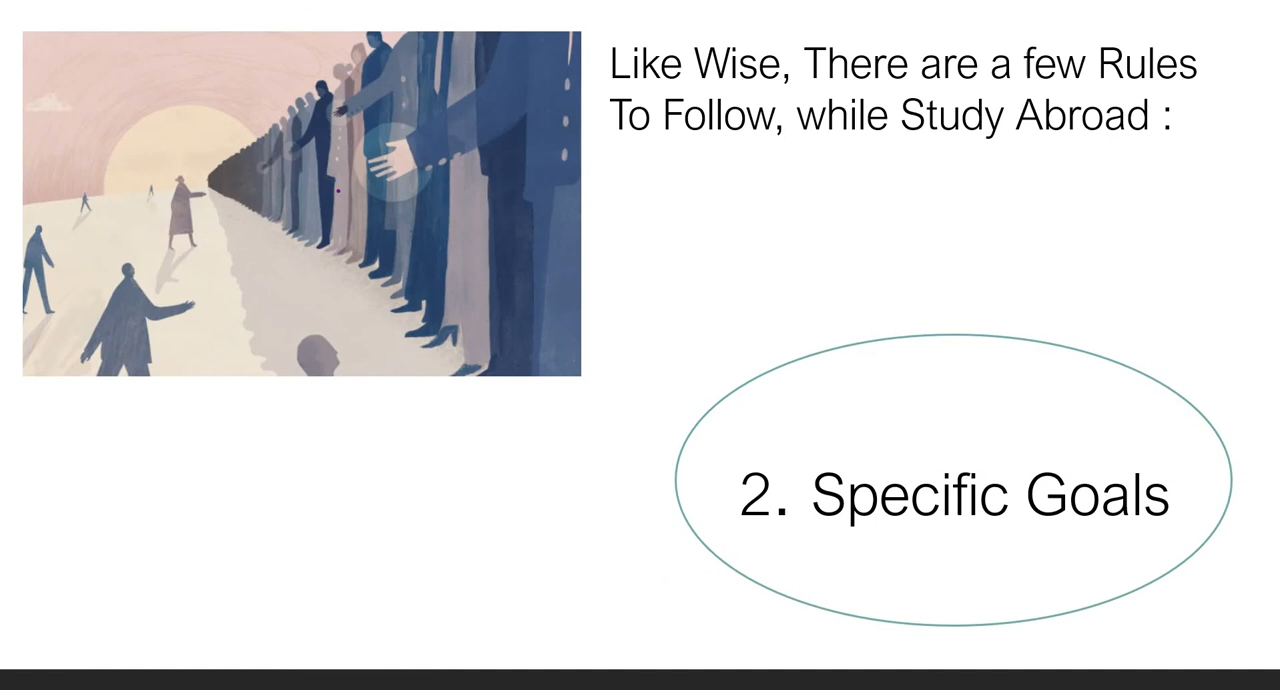 Like Wise, There are a few Rules
To Follow, while Study Abroad :
2. Specific Goals